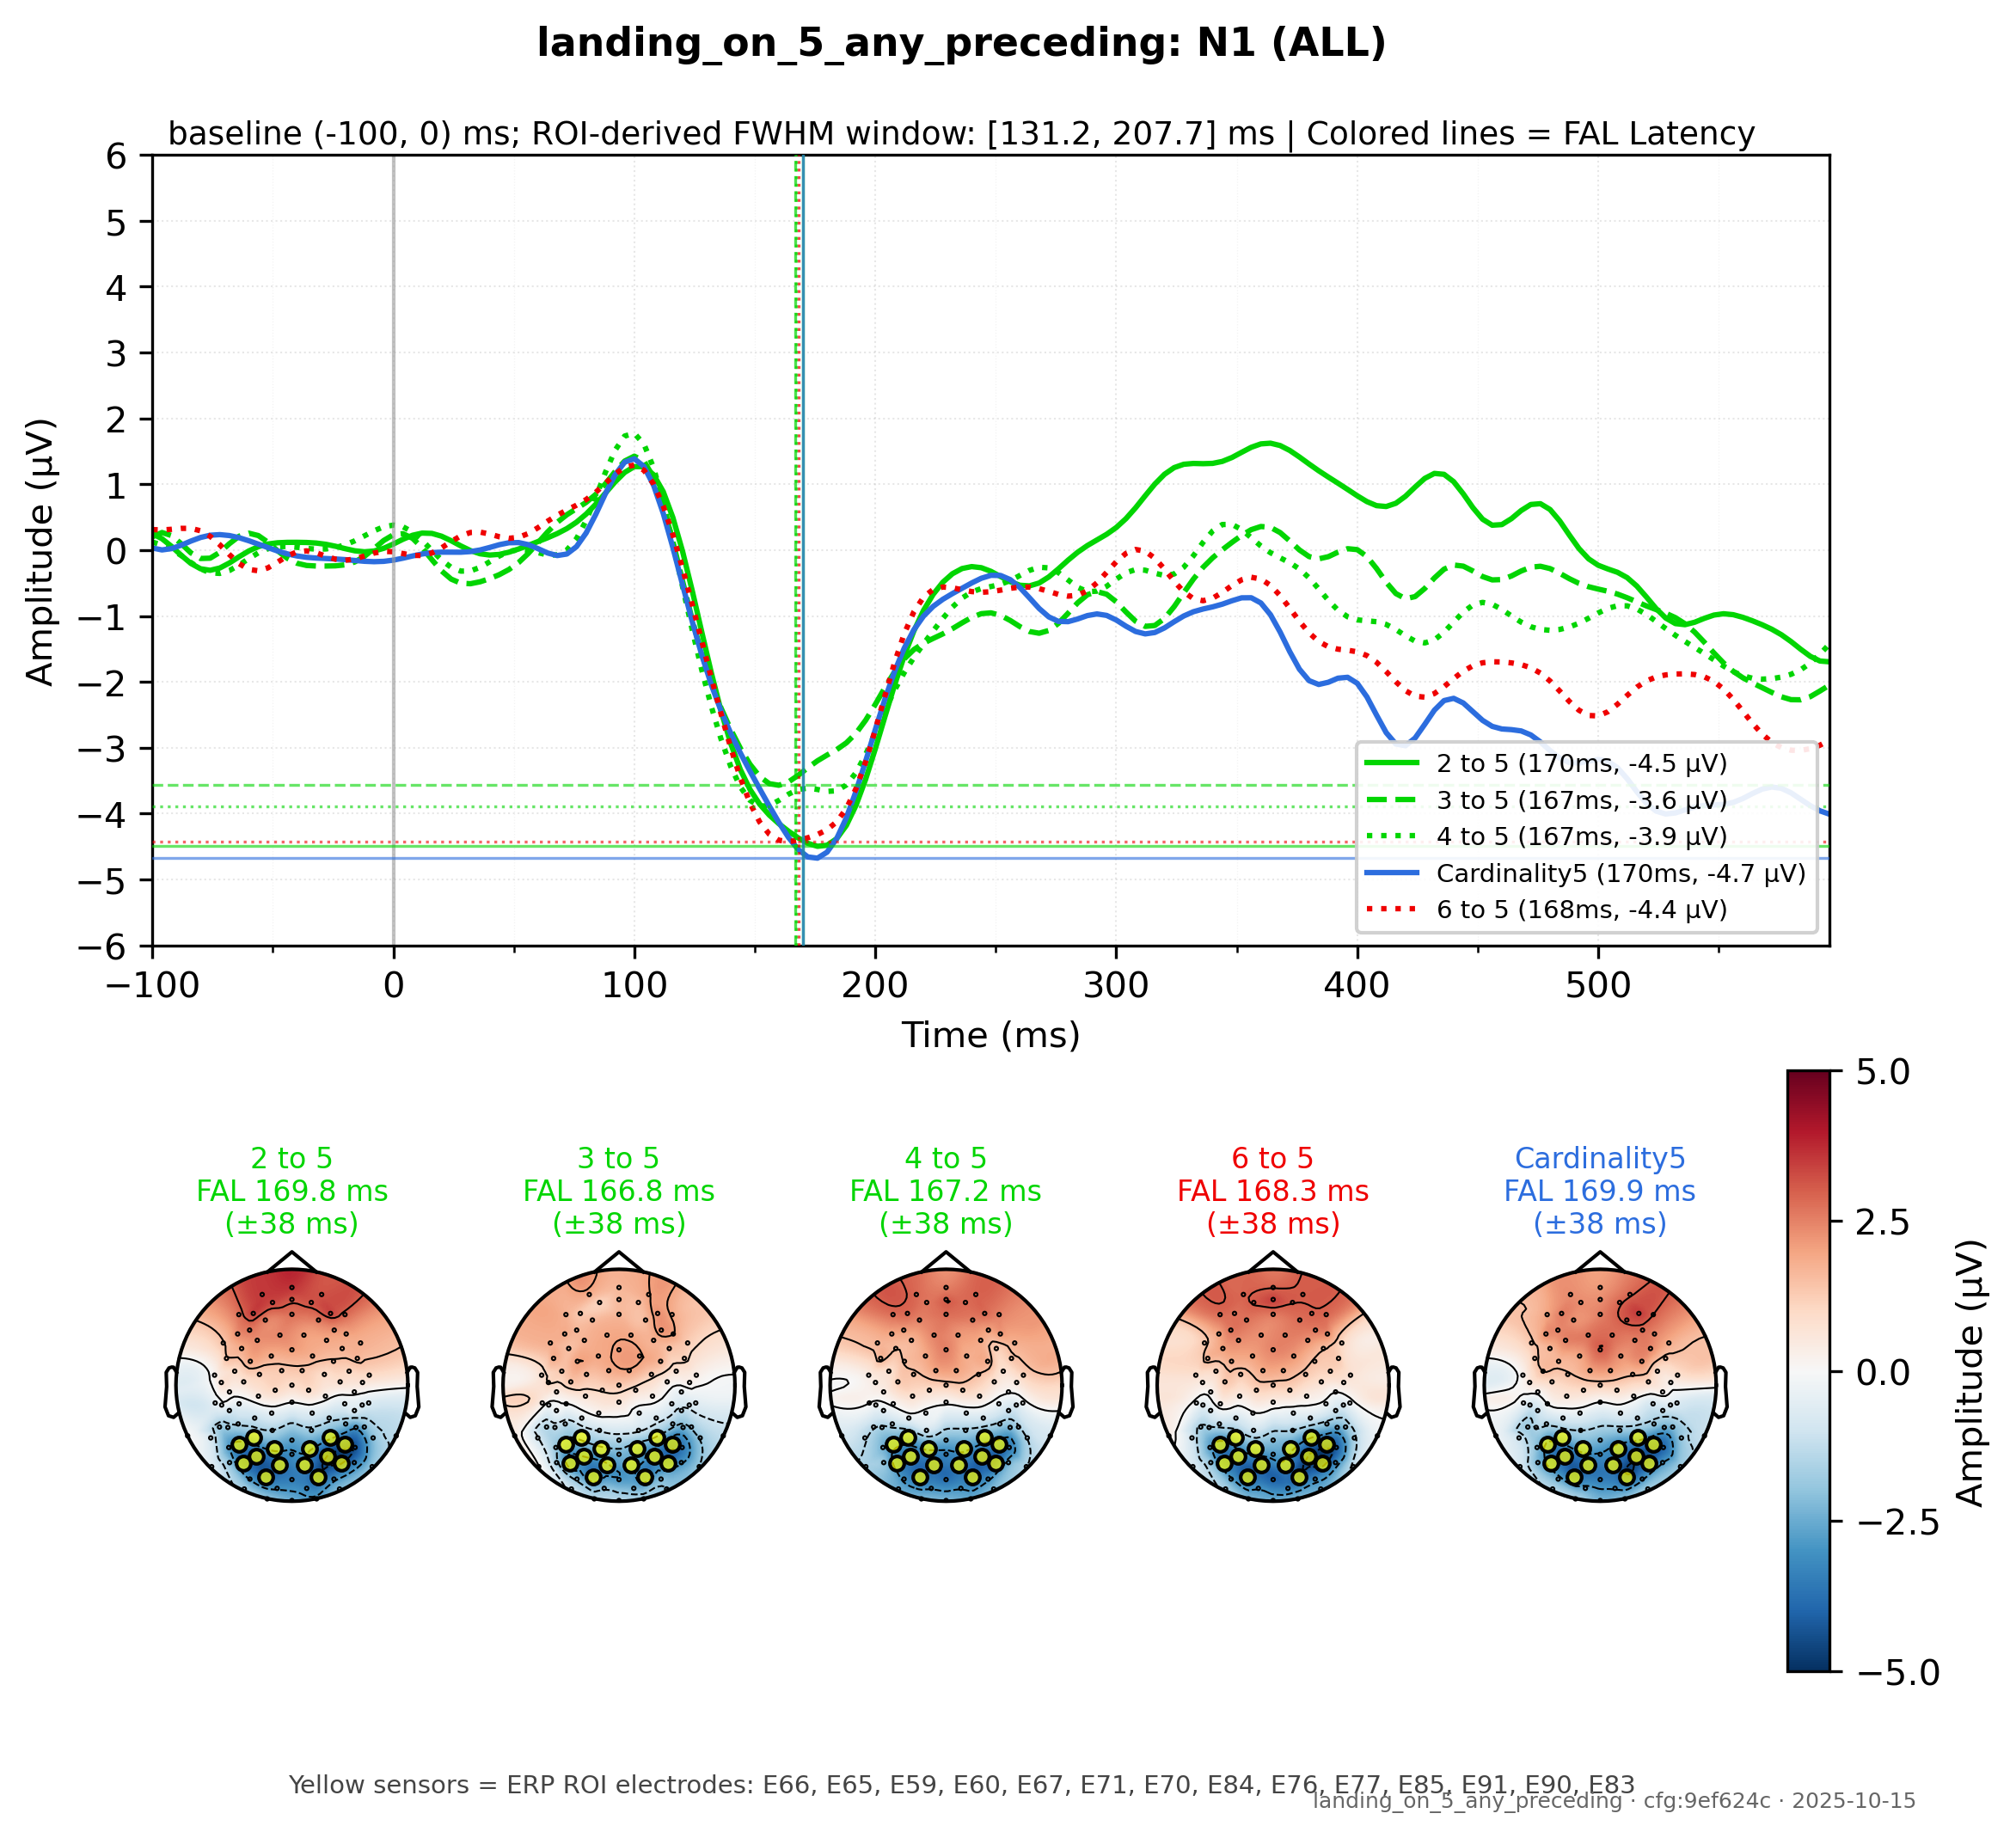 landing_on_5_any_preceding: N1 (ALL)
baseline (-100, 0) ms; ROI-derived FWHM window: [131.2, 207.7] ms | Colored lines = FAL Latency
Amplitude (µV)
6
5
4
3
2
1
0
−1
−2
−3
−4
−5
−6
2 to 5 (170ms, -4.5 µV)
3 to 5 (167ms, -3.6 µV)
4 to 5 (167ms, -3.9 µV)
Cardinality5 (170ms, -4.7 µV)
6 to 5 (168ms, -4.4 µV)
−100 0 100 200 300 400 500
Time (ms)
2 to 5
FAL 169.8 ms
(±38 ms)
3 to 5
FAL 166.8 ms
(±38 ms)
4 to 5
FAL 167.2 ms
(±38 ms)
6 to 5
FAL 168.3 ms
(±38 ms)
Cardinality5
FAL 169.9 ms
(±38 ms)
5.0
2.5
0.0
−2.5
−5.0
Amplitude (µV)
Yellow sensors = ERP ROI electrodes: E66, E65, E59, E60, E67, E71, E70, E84, E76, E77, E85, E91, E90, E83
landing_on_5_any_preceding · cfg:9ef624c · 2025-10-15